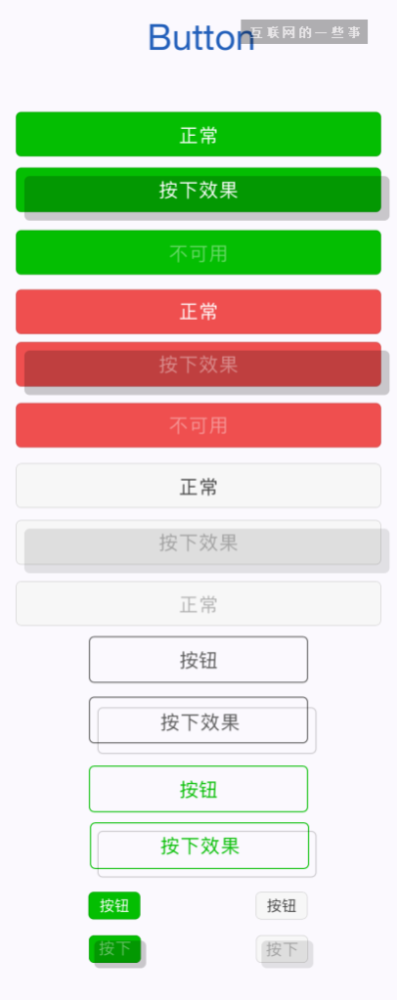 Button
互联网的一些事
正常
按下效果
不可用
正常
按下效果
不可用
正常
按下效果
正常
按钮
按下效果
按钮
按下效果
按钮 按钮
按下 按下